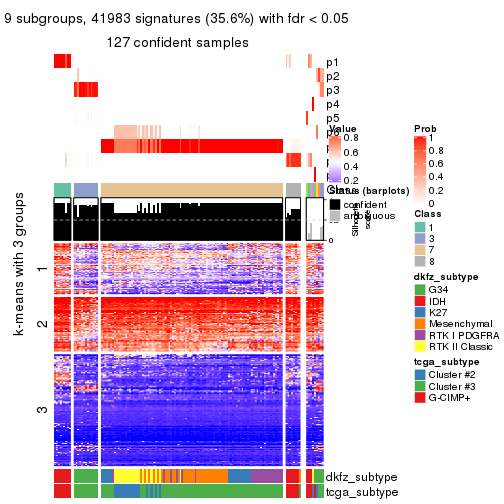 9 subgroups, 41983 signatures (35.6%) with fdr < 0.05
127 confident samples
p1
p2
p3
p4
p5
Value
0.8
0.6
0.4
0.2
Status (barplots)
confident
ambiguous
Silhouette
score
0
Prob
1
0.8
0.6
0.4
0.2
0
Class
1
3
7
8
dkfz_subtype
G34
IDH
K27
Mesenchymal
RTK I PDGFRA
RTK II Classic
tcga_subtype
Cluster #2
Cluster #3
G-CIMP+
k-means with 3 groups
1
2
3
dkfz_subtype
tcga_subtype